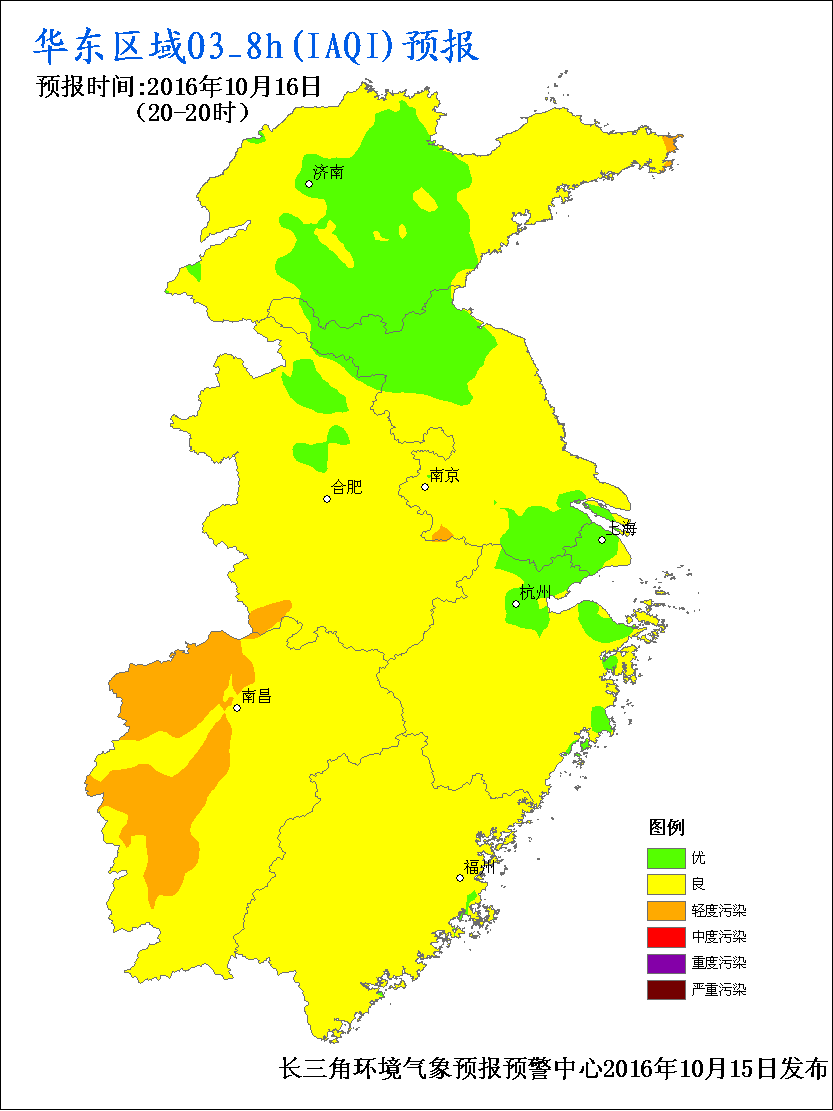 华东区域O3_8h(IAQI)预报
预报时间:2016年10月16日
(20-20时)
济南
南京
合肥
上海
杭州
南昌
福州
图例
优
良
轻度污染
中度污染
重度污染
严重污染
长三角环境气象预报预警中心2016年10月15日发布